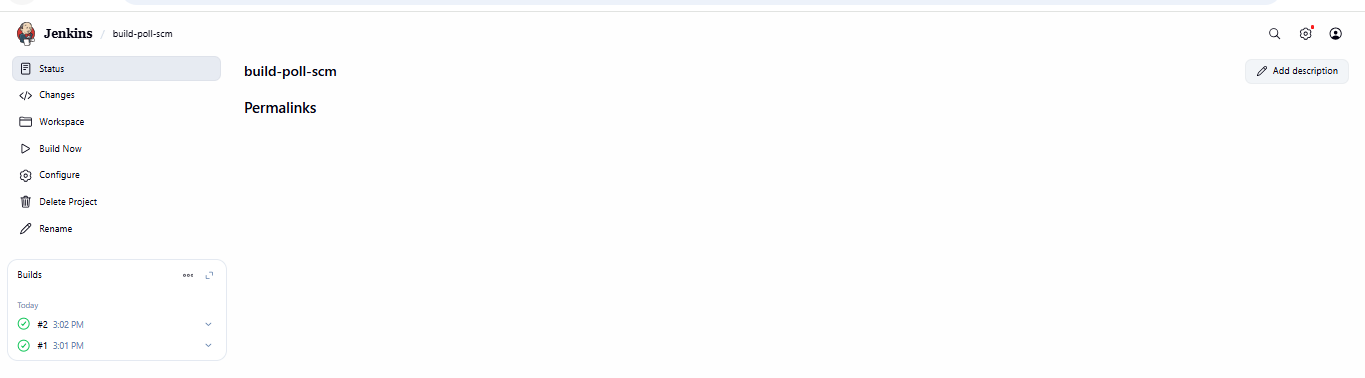 Jenkins / build-poll-scm
Status
Changes
Workspace
Build Now
Configure
Delete Project
Rename
Builds
Today
#2 3:02 PM
#1 3:01 PM
build-poll-scm
Add description
Permalinks